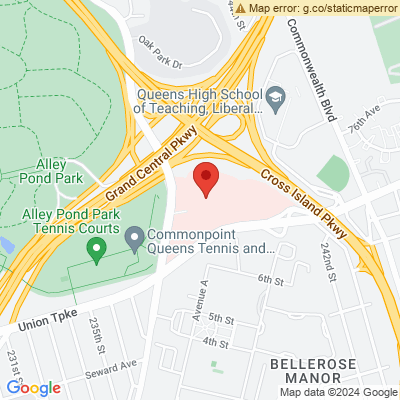 Map error: g.co/staticmaperror
244th St
Commonwealth Blvd
Oak Park Dr
Queens High School
of Teaching, Liberal...
76th Ave
Grand Central Pkwy
Alley
Pond Park
Cross Island Pkwy
Alley Pond Park
Tennis Courts
Commonpoint
Queens Tennis and...
242nd St
6th St
Avenue A
Union Tpke
5th St
235th St
4th St
231st St
Seward Ave
BELLEROSE
MANOR
Google
Map data ©2024 Google